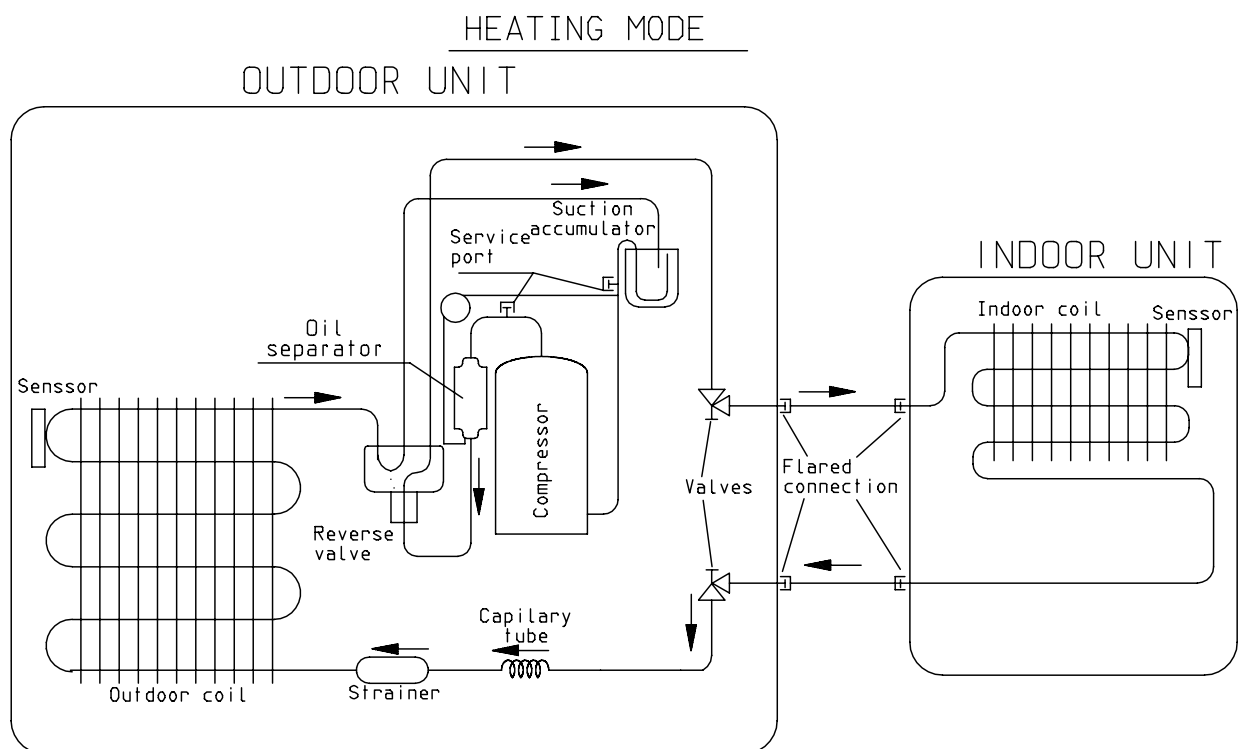 HEATING MODE
OUTDOOR UNIT
Suction
accumulator
Service
port
INDOOR UNIT
Indoor coil
Senssor
Oil
separator
Senssor
Compressor
Valves
Flared
connection
Reverse
valve
Capilary
tube
Outdoor coil
Strainer